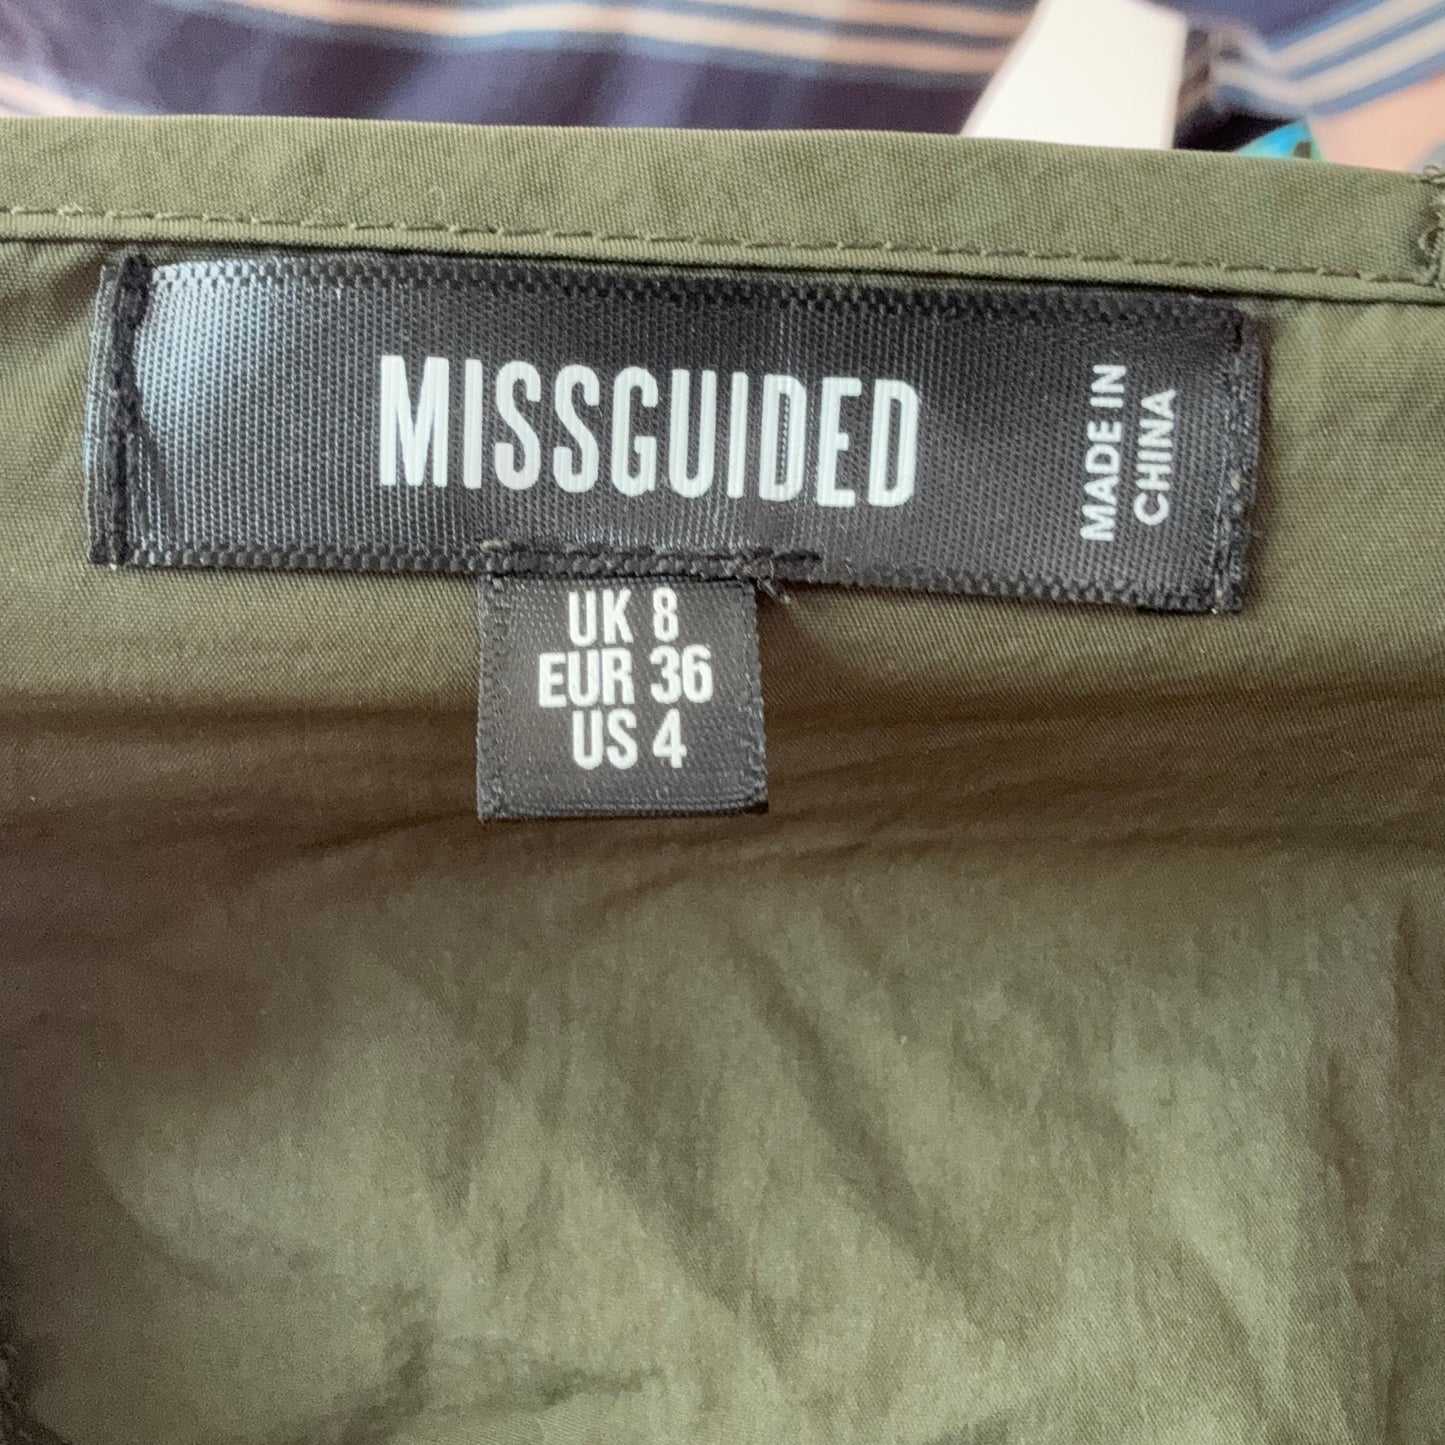 MISSGUIDED
MADE IN
CHINA
UK 8
EUR 36
US 4